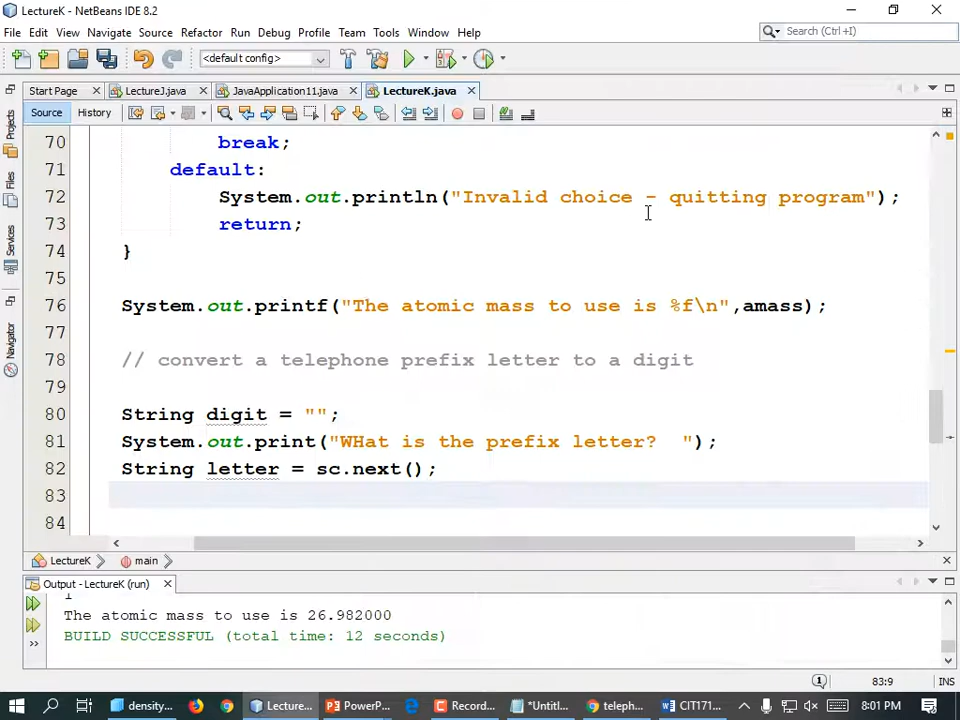 LectureK - NetBeans IDE 8.2
File Edit View Navigate Source Refactor Run Debug Profile Team Tools Window Help
Search (Ctrl+I)
<default config>
Start Page LectureJ.java JavaApplication11.java LectureK.java
Source History
Projects
Files
Services
Navigator
70 break;
71 default:
72 System.out.println("Invalid choice - quitting program");
73 return;
74 }
75
76 System.out.printf("The atomic mass to use is %f\n",amass);
77
78 // convert a telephone prefix letter to a digit
79
80 String digit = "";
81 System.out.print("WHat is the prefix letter?  ");
82 String letter = sc.next();
83
84
LectureK main
Output - LectureK (run)
The atomic mass to use is 26.982000
BUILD SUCCESSFUL (total time: 12 seconds)
1 83:9 INS
density... Lecture... PowerP... Record... *Untitl... teleph... CIT171... 8:01 PM